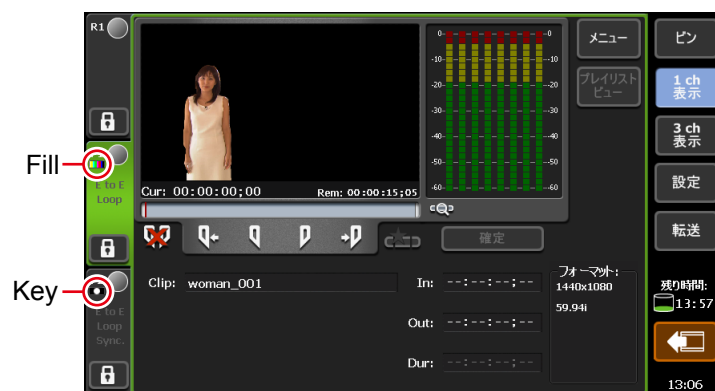 R1
メニュー
プレイリスト
ビュー
ピン
1 ch
表示
3 ch
表示
設定
転送
残り時間:
13:57
13:06
0 0
-10 -10
-20 -20
-30 -30
-40 -40
-50 -50
-60 -60
Fill
E to E
Loop
Cur: 00:00:00;00 Rem: 00:00:15;05
確定
Key
E to E
Loop
Sync.
Clip: woman_001
In: --:--:--;--
Out: --:--:--;--
Dur: --:--:--;--
フォーマット:
1440x1080
59.94i